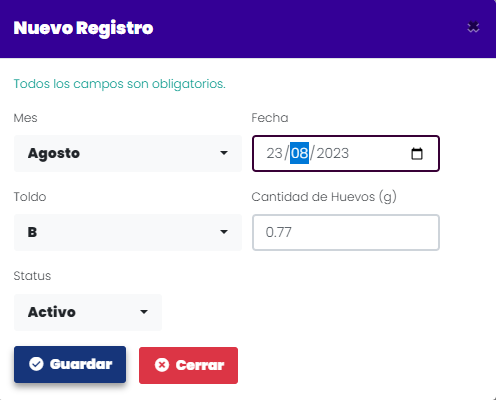 Nuevo Registro
Todos los campos son obligatorios.
Mes
Fecha
Agosto
23/08/2023
Toldo
Cantidad de Huevos (g)
B
0.77
Status
Activo
Guardar
Cerrar